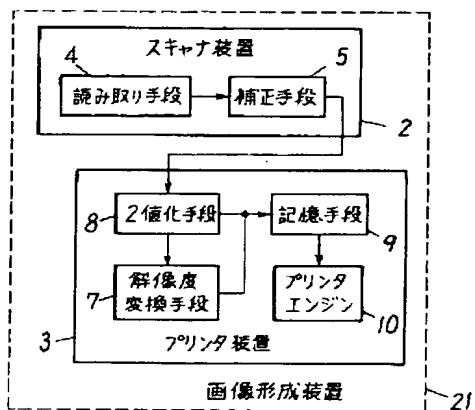 スキャナ装置
4
読み取り手段
5
補正手段
2
8
2値化手段
記憶手段
9
7
解像度
変換手段
プリンタ
エンジン
10
3
プリンタ装置
画像形成装置
21